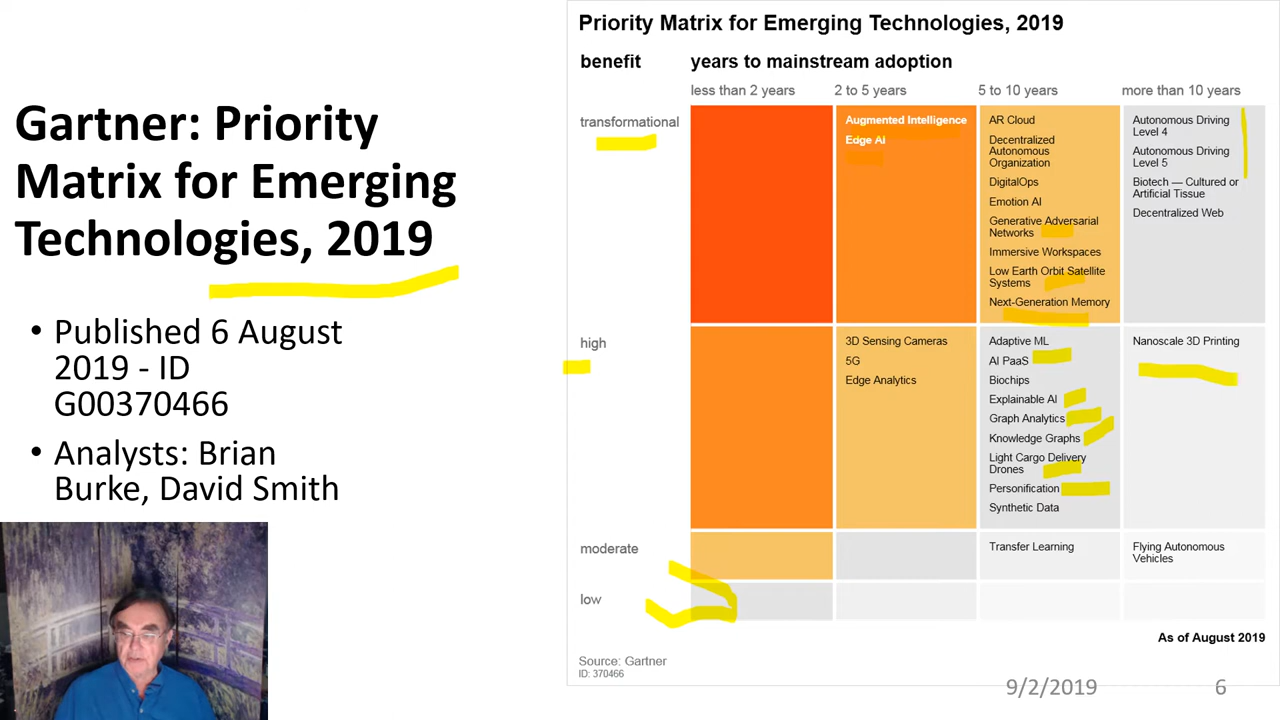 Gartner: Priority
Matrix for Emerging
Technologies, 2019
• Published 6 August
2019 - ID
G00370466
• Analysts: Brian
Burke, David Smith
Priority Matrix for Emerging Technologies, 2019
benefit
years to mainstream adoption
less than 2 years
2 to 5 years
5 to 10 years
more than 10 years
transformational
Augmented Intelligence
Edge AI
AR Cloud
Decentralized
Autonomous
Organization
DigitalOps
Emotion AI
Generative Adversarial
Networks
Immersive Workspaces
Low Earth Orbit Satellite
Systems
Next-Generation Memory
Autonomous Driving
Level 4
Autonomous Driving
Level 5
Biotech — Cultured or
Artificial Tissue
Decentralized Web
high
3D Sensing Cameras
5G
Edge Analytics
Adaptive ML
AI PaaS
Biochips
Explainable AI
Graph Analytics
Knowledge Graphs
Light Cargo Delivery
Drones
Personification
Synthetic Data
Nanoscale 3D Printing
moderate
Transfer Learning
Flying Autonomous
Vehicles
low
As of August 2019
Source: Gartner
ID: 370466
9/2/2019
6